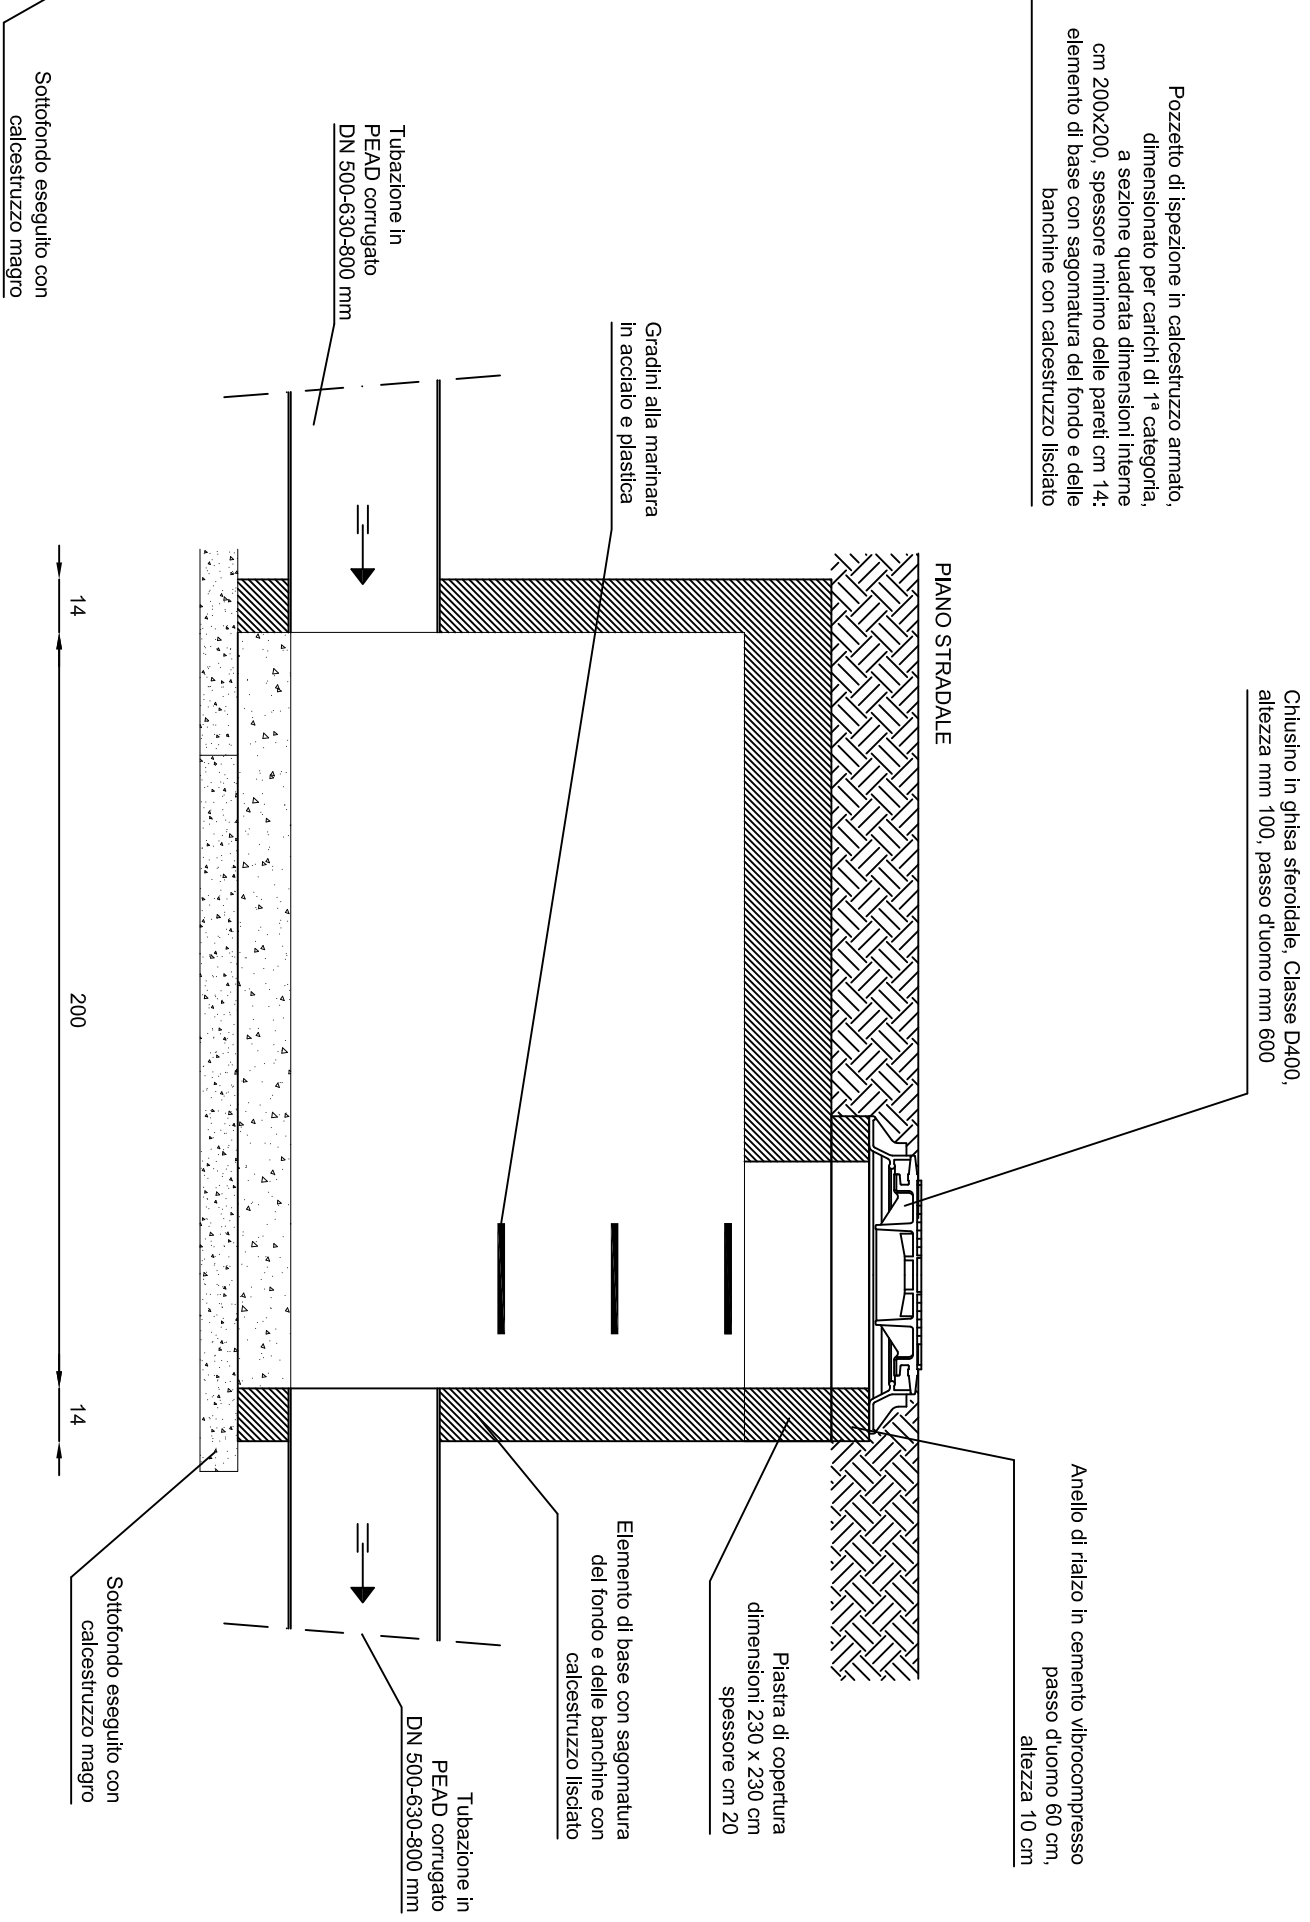 Pozzetto di ispezione in calcestruzzo armato,
dimensionato per carichi di 1ª categoria,
a sezione quadrata dimensioni interne
cm 200x200, spessore minimo delle pareti cm 14:
elemento di base con sagomatura del fondo e delle
banchine con calcestruzzo lisciato
Chiusino in ghisa sferoidale, Classe D400,
altezza mm 100, passo d'uomo mm 600
Anello di rialzo in cemento vibrocompresso
passo d'uomo 60 cm,
altezza 10 cm
PIANO STRADALE
Gradini alla marinara
in acciaio e plastica
Piastra di copertura
dimensioni 230 x 230 cm
spessore cm 20
Elemento di base con sagomatura
del fondo e delle banchine con
calcestruzzo lisciato
Tubazione in
PEAD corrugato
DN 500-630-800 mm
Tubazione in
PEAD corrugato
DN 500-630-800 mm
Sottofondo eseguito con
calcestruzzo magro
14
200
14
Sottofondo eseguito con
calcestruzzo magro